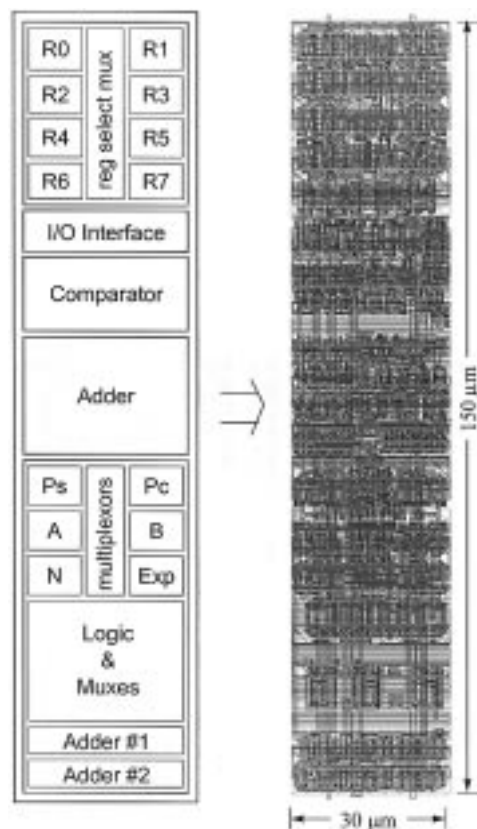 R0
reg select mux
R1
R2
R3
R4
R5
R6
R7
I/O Interface
Comparator
Adder
Ps
multiplexors
Pc
A
B
N
Exp
Logic
&
Muxes
Adder #1
Adder #2
150 μm
30 μm